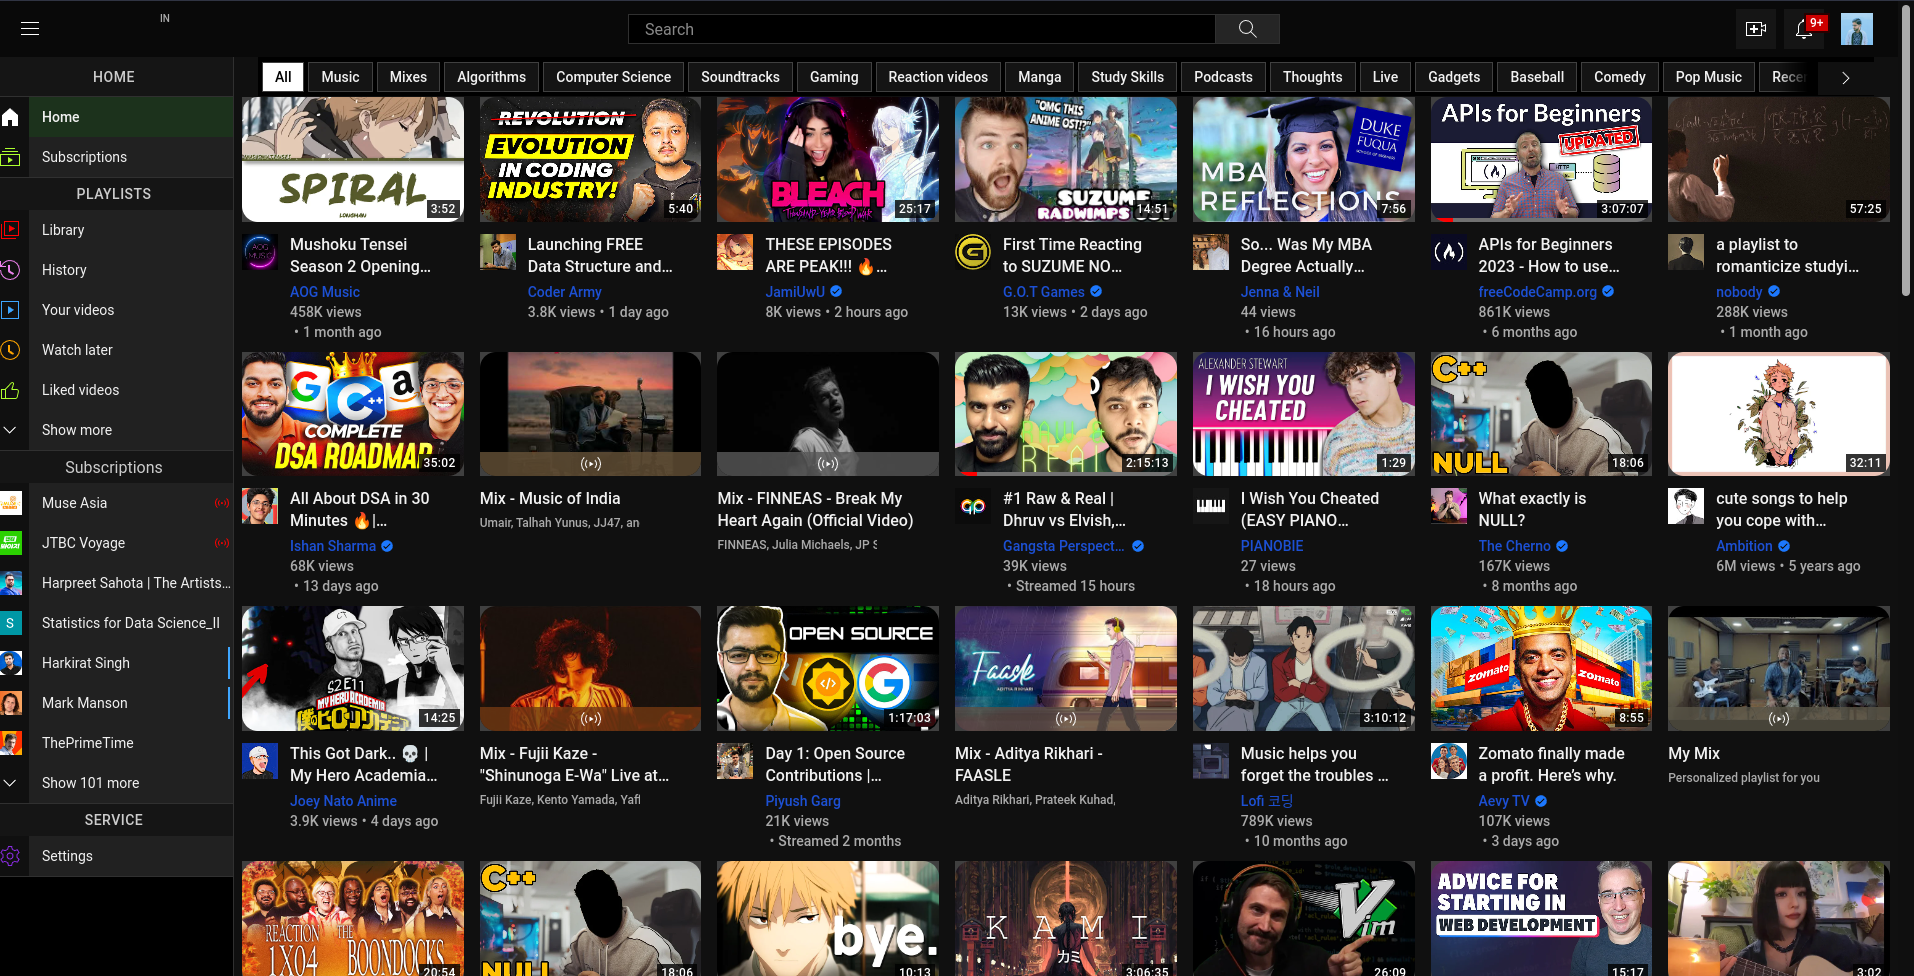 IN
Search
9+
HOME
Home
Subscriptions
PLAYLISTS
Library
History
Your videos
Watch later
Liked videos
Show more
Subscriptions
Muse Asia
JTBC Voyage
Harpreet Sahota | The Artists...
S
Statistics for Data Science_II
Harkirat Singh
Mark Manson
ThePrimeTime
Show 101 more
SERVICE
Settings
All
Music
Mixes
Algorithms
Computer Science
Soundtracks
Gaming
Reaction videos
Manga
Study Skills
Podcasts
Thoughts
Live
Gadgets
Baseball
Comedy
Pop Music
Recen
SPIRAL
LONGMAN
3:52
REVOLUTION
EVOLUTION
IN CODING
INDUSTRY!
5:40
BLEACH
THOUSAND-YEAR BLOOD WAR
25:17
"OMG THIS
ANIME OST!?"
SUZUME
RADWIMPS
14:51
DUKE
FUQUA
MBA
REFLECTIONS
7:56
APIs for Beginners
UPDATED
HTTP
3:07:07
57:25
AOG
MUSIC
Mushoku Tensei
Season 2 Opening...
AOG Music
458K views
• 1 month ago
Launching FREE
Data Structure and...
Coder Army
3.8K views • 1 day ago
THESE EPISODES
ARE PEAK!!! 🔥...
JamiUwU
8K views • 2 hours ago
G
First Time Reacting
to SUZUME NO...
G.O.T Games
13K views • 2 days ago
So... Was My MBA
Degree Actually...
Jenna & Neil
44 views
• 16 hours ago
APIs for Beginners
2023 - How to use...
freeCodeCamp.org
861K views
• 6 months ago
a playlist to
romanticize studyi...
nobody
288K views
• 1 month ago
G
C++
a
COMPLETE
DSA ROADMAP
35:02
RAW &
REAL
2:15:13
ALEXANDER STEWART
I WISH YOU
CHEATED
1:29
C++
NULL
18:06
32:11
All About DSA in 30
Minutes 🔥|...
Ishan Sharma
68K views
• 13 days ago
Mix - Music of India
Umair, Talhah Yunus, JJ47, an
Mix - FINNEAS - Break My
Heart Again (Official Video)
FINNEAS, Julia Michaels, JP S
#1 Raw & Real |
Dhruv vs Elvish,...
Gangsta Perspect...
39K views
• Streamed 15 hours
I Wish You Cheated
(EASY PIANO...
PIANOBIE
27 views
• 18 hours ago
What exactly is
NULL?
The Cherno
167K views
• 8 months ago
cute songs to help
you cope with...
Ambition
6M views • 5 years ago
S2 E11
MY HERO ACADEMIA
14:25
OPEN SOURCE
G
1:17:03
Faasle
ADITYA RIKHARI
3:10:12
zomato
zomato
8:55
This Got Dark.. 💀 |
My Hero Academia...
Joey Nato Anime
3.9K views • 4 days ago
Mix - Fujii Kaze -
"Shinunoga E-Wa" Live at...
Fujii Kaze, Kento Yamada, Yaff
Day 1: Open Source
Contributions |...
Piyush Garg
21K views
• Streamed 2 months
Mix - Aditya Rikhari -
FAASLE
Aditya Rikhari, Prateek Kuhad,
Music helps you
forget the troubles ...
Lofi 코딩
789K views
• 10 months ago
Zomato finally made
a profit. Here's why.
Aevy TV
107K views
• 3 days ago
My Mix
Personalized playlist for you
REACTION THE
1X04 BOONDOCKS
20:54
C++
NULL
18:06
bye.
10:13
KAMI
カミ
3:06:35
Vim
26:09
ADVICE FOR
STARTING IN
WEB DEVELOPMENT
15:17
3:02